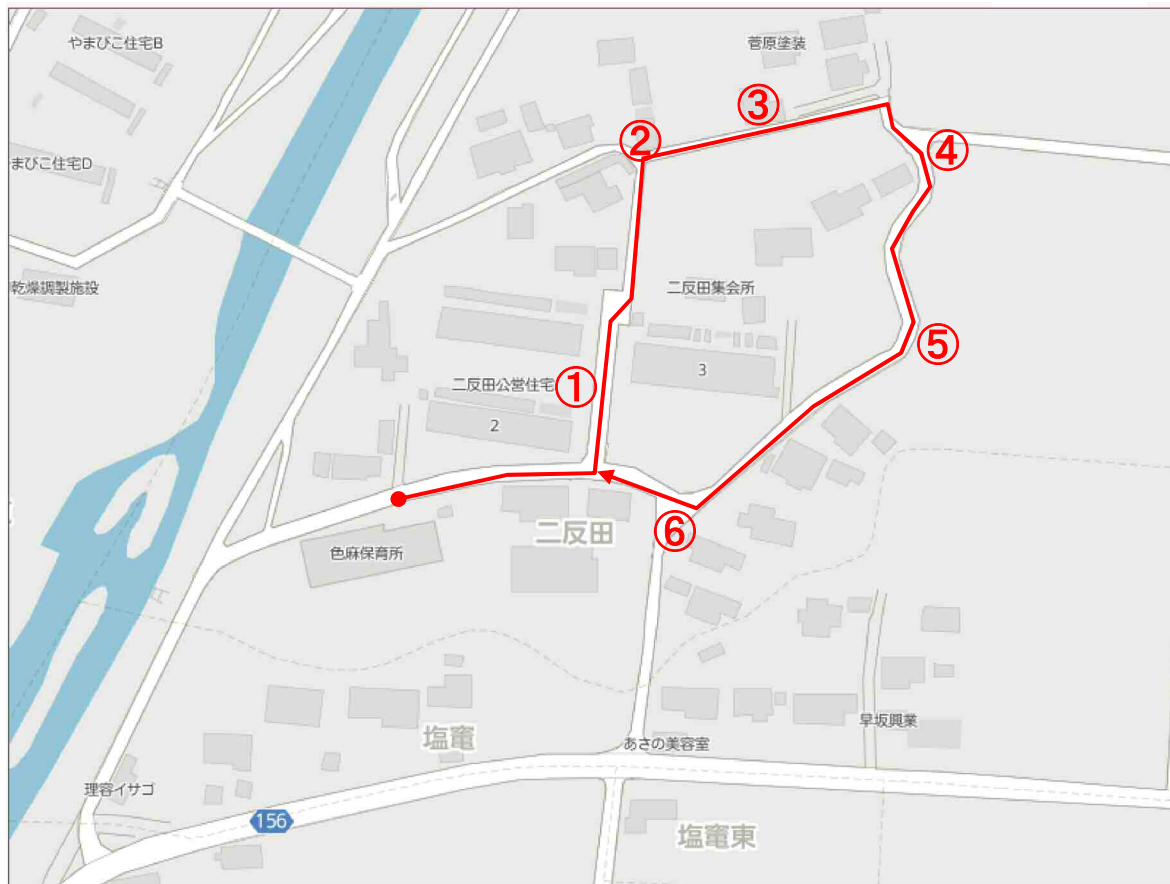 やまびこ住宅B
菅原塗装
③
②
④
まびこ住宅D
乾燥調製施設
二反田集会所
⑤
3
二反田公営住宅
①
2
二反田
⑥
色麻保育所
塩竃
あさの美容室
早坂興業
理容イサゴ
156
塩竃東